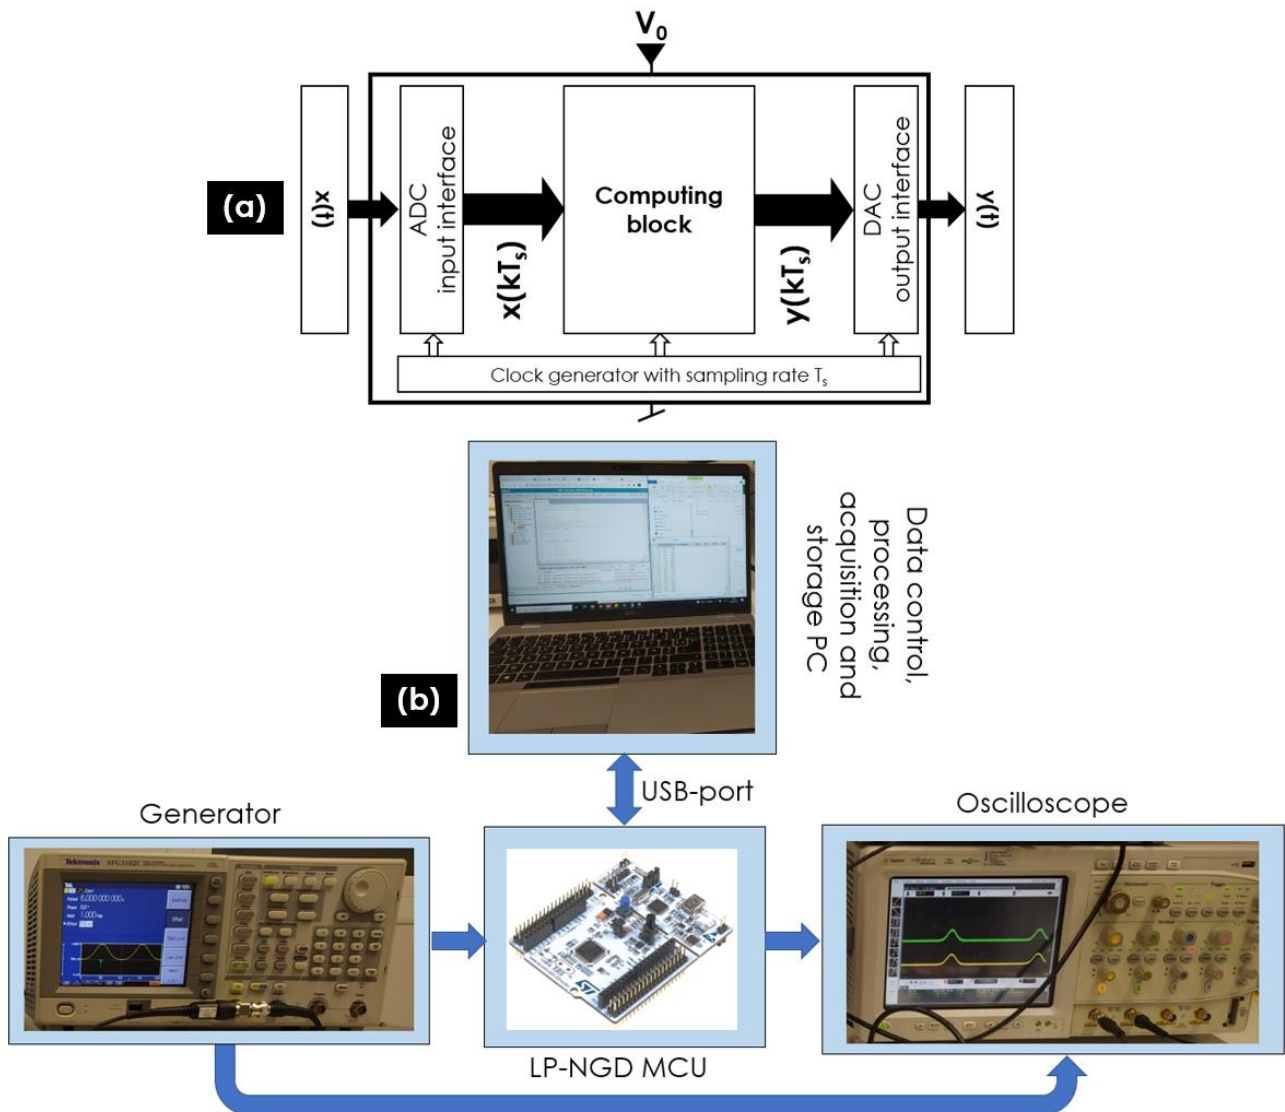 V0
(a)
x(t)
ADC
input interface
x(kTs)
Computing
block
y(kTs)
DAC
output interface
y(t)
Clock generator with sampling rate Ts
(b)
Data control,
processing,
acquisition and
storage PC
USB-port
Generator
Oscilloscope
Tektronix
LP-NGD MCU